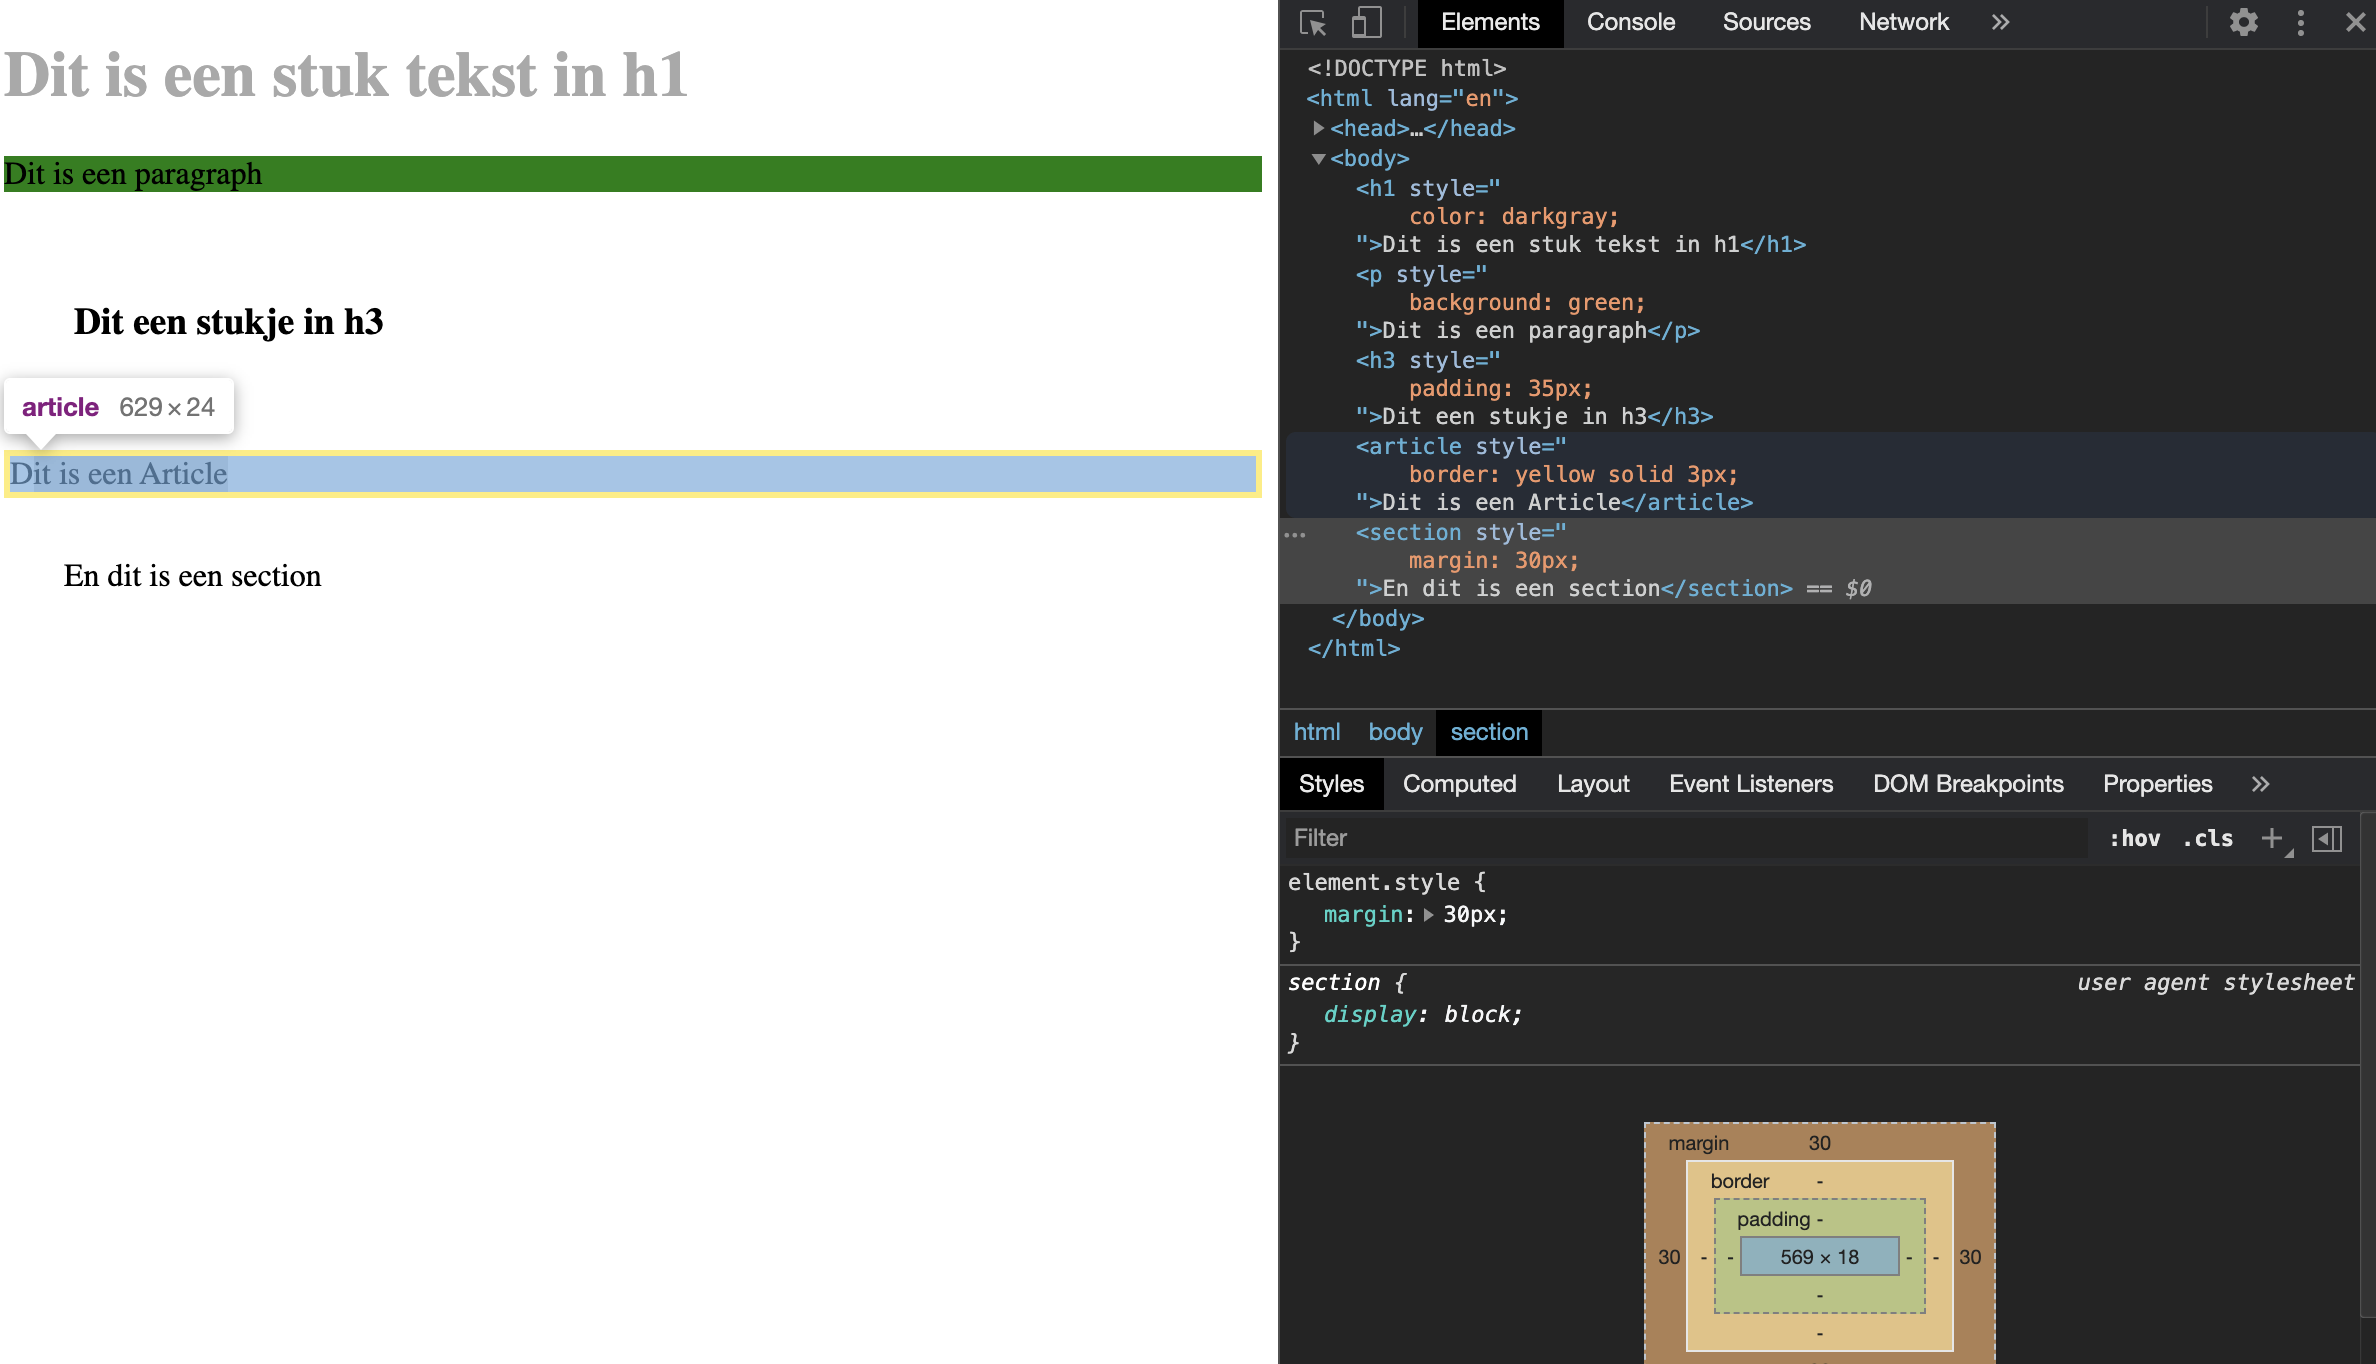 Dit is een stuk tekst in h1
Dit is een paragraph
Dit een stukje in h3
article 629 × 24
Dit is een Article
En dit is een section
Elements Console Sources Network »
<!DOCTYPE html>
<html lang="en">
<head>…</head>
<body>
<h1 style="
color: darkgray;
">Dit is een stuk tekst in h1</h1>
<p style="
background: green;
">Dit is een paragraph</p>
<h3 style="
padding: 35px;
">Dit een stukje in h3</h3>
<article style="
border: yellow solid 3px;
">Dit is een Article</article>
<section style="
margin: 30px;
">En dit is een section</section> == $0
</body>
</html>
html body section
Styles Computed Layout Event Listeners DOM Breakpoints Properties »
Filter :hov .cls +
element.style {
margin: 30px;
}
section { user agent stylesheet
display: block;
}
margin 30
border -
padding -
30 - - 569 × 18 - - 30
-
-